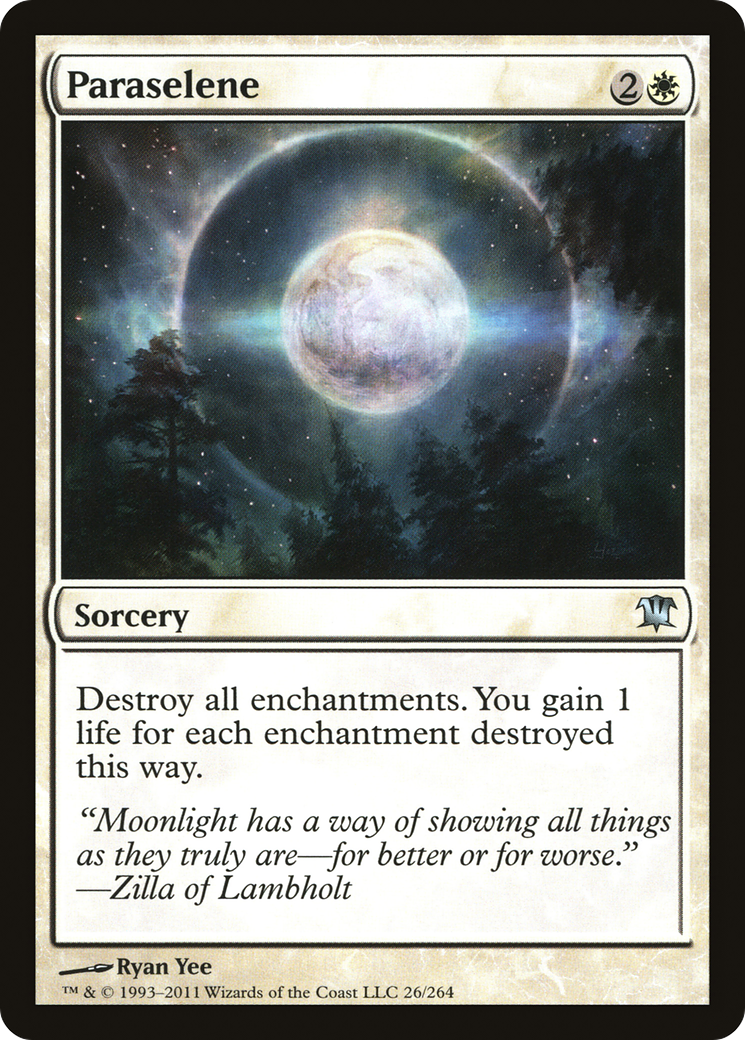 Paraselene 2
Sorcery
Destroy all enchantments. You gain 1
life for each enchantment destroyed
this way.
“Moonlight has a way of showing all things
as they truly are—for better or for worse.”
—Zilla of Lambholt
Ryan Yee
™ & © 1993–2011 Wizards of the Coast LLC 26/264